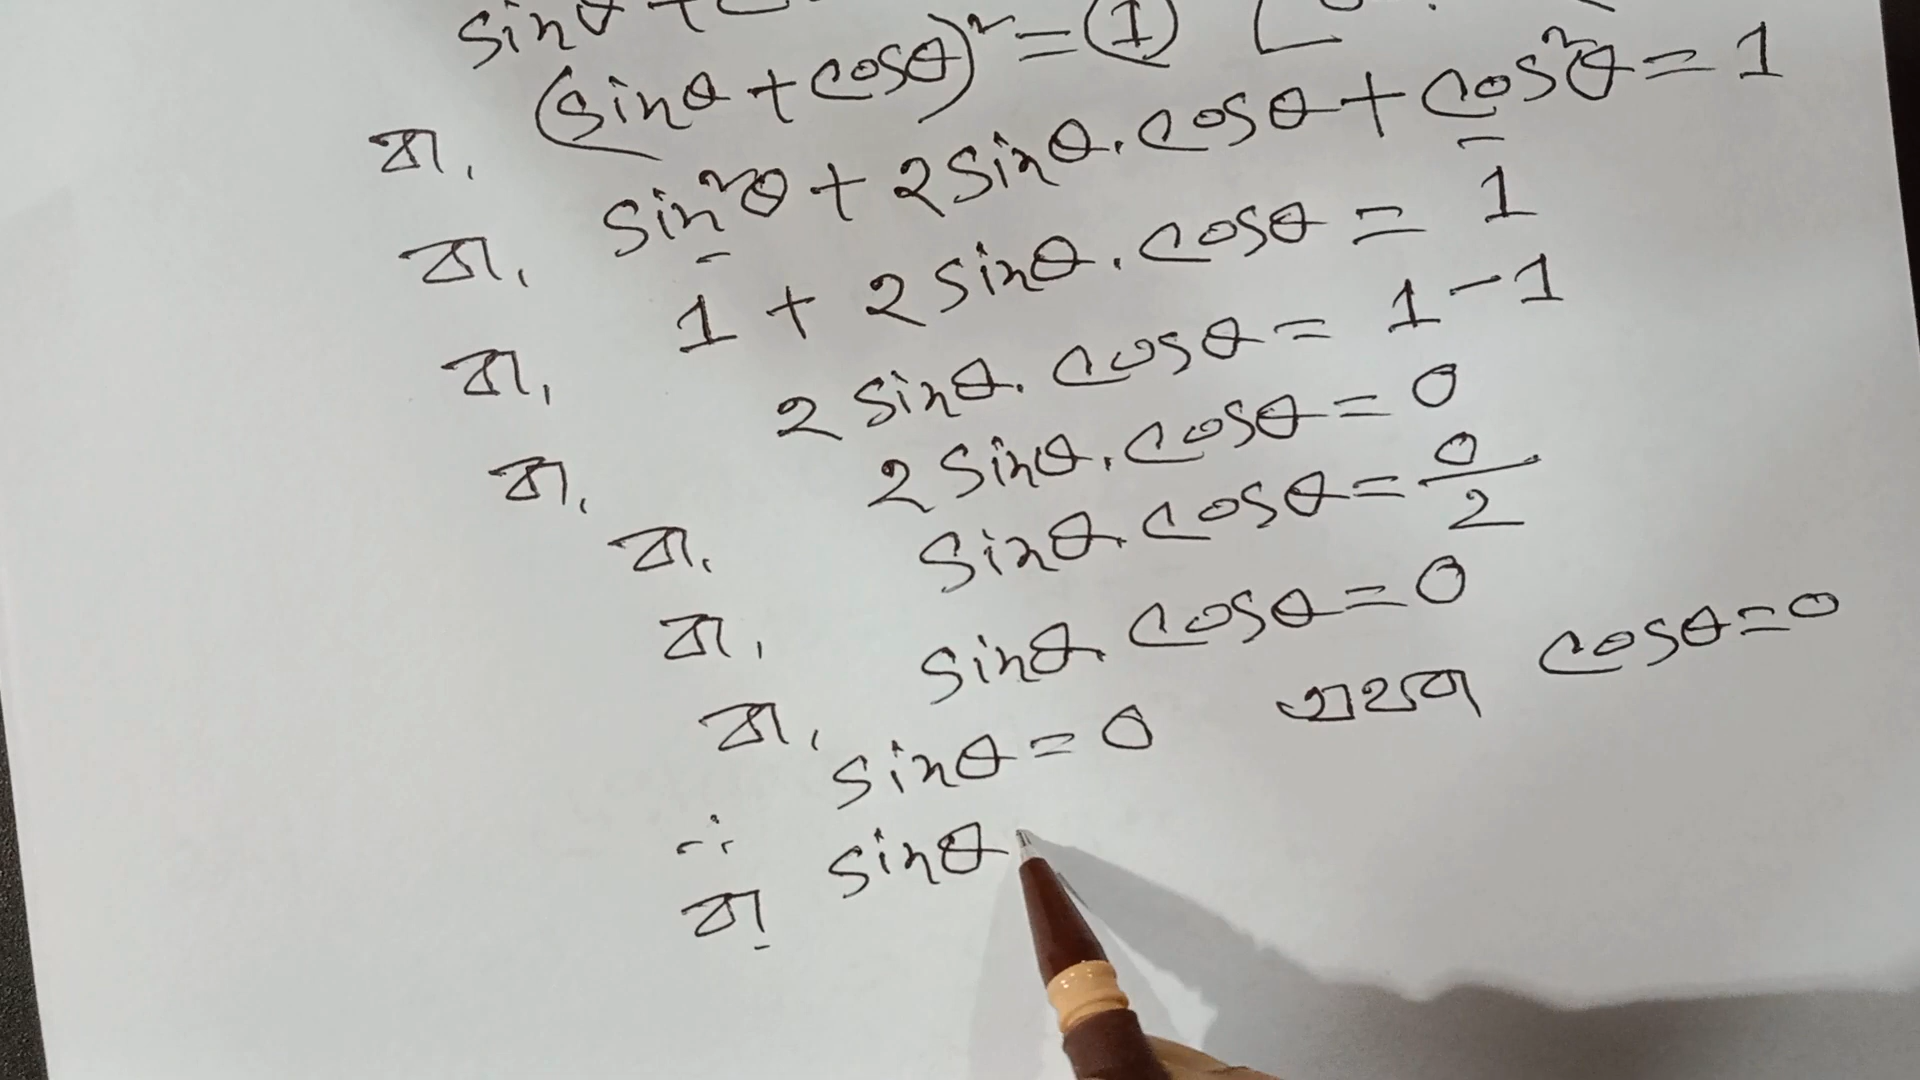 বা, (sinθ + cosθ)² = (1)
বা, sin²θ + 2sinθ.cosθ + cos²θ = 1
বা, 1 + 2sinθ.cosθ = 1
বা, 2sinθ.cosθ = 1-1
বা, 2sinθ.cosθ = 0
বা, sinθ.cosθ = 0/2
বা, sinθ.cosθ = 0
∴ sinθ = 0 অথবা cosθ = 0
বা, sinθ